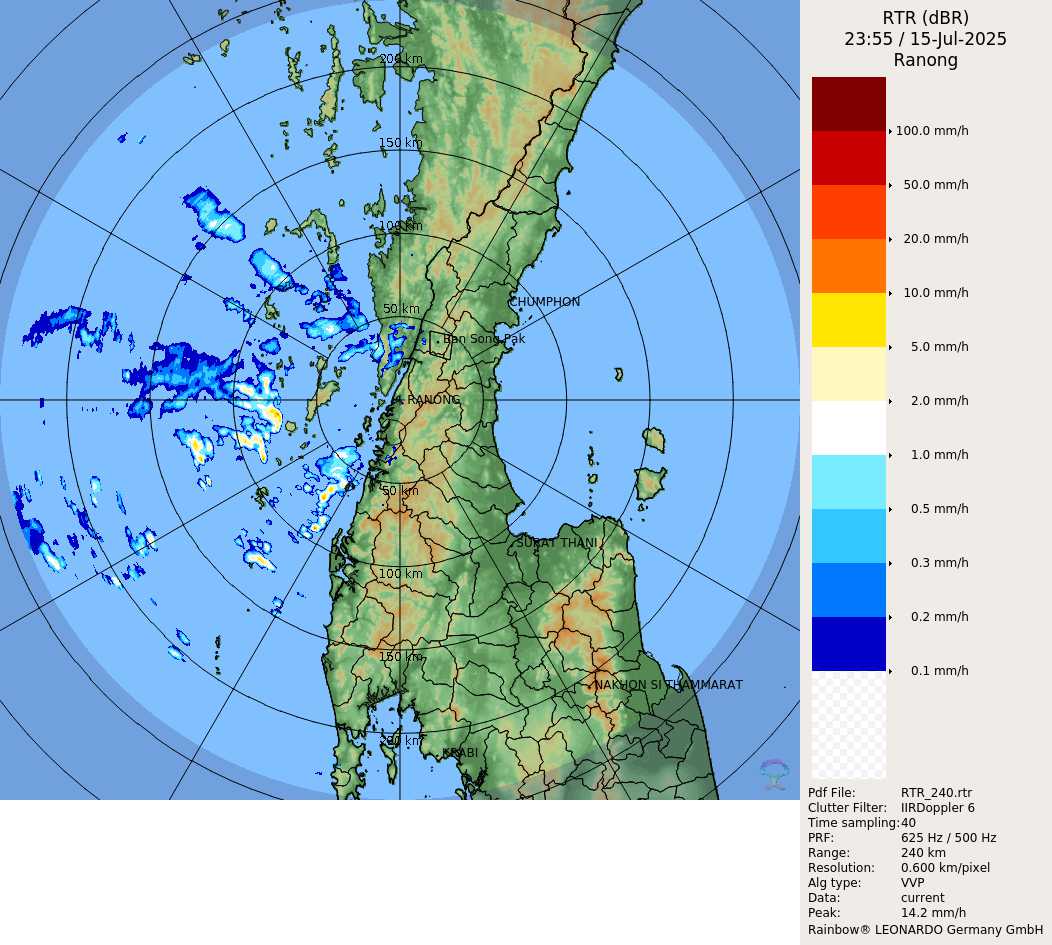 RTR (dBR)
23:55 / 15-Jul-2025
Ranong
200 km
150 km
100 km
50 km
CHUMPHON
Ban Song Pak
RANONG
50 km
SURAT THANI
100 km
150 km
NAKHON SI THAMMARAT
200 km
KRABI
100.0 mm/h
50.0 mm/h
20.0 mm/h
10.0 mm/h
5.0 mm/h
2.0 mm/h
1.0 mm/h
0.5 mm/h
0.3 mm/h
0.2 mm/h
0.1 mm/h
Pdf File: RTR_240.rtr
Clutter Filter: IIRDoppler 6
Time sampling:40
PRF: 625 Hz / 500 Hz
Range: 240 km
Resolution: 0.600 km/pixel
Alg type: VVP
Data: current
Peak: 14.2 mm/h
Rainbow® LEONARDO Germany GmbH